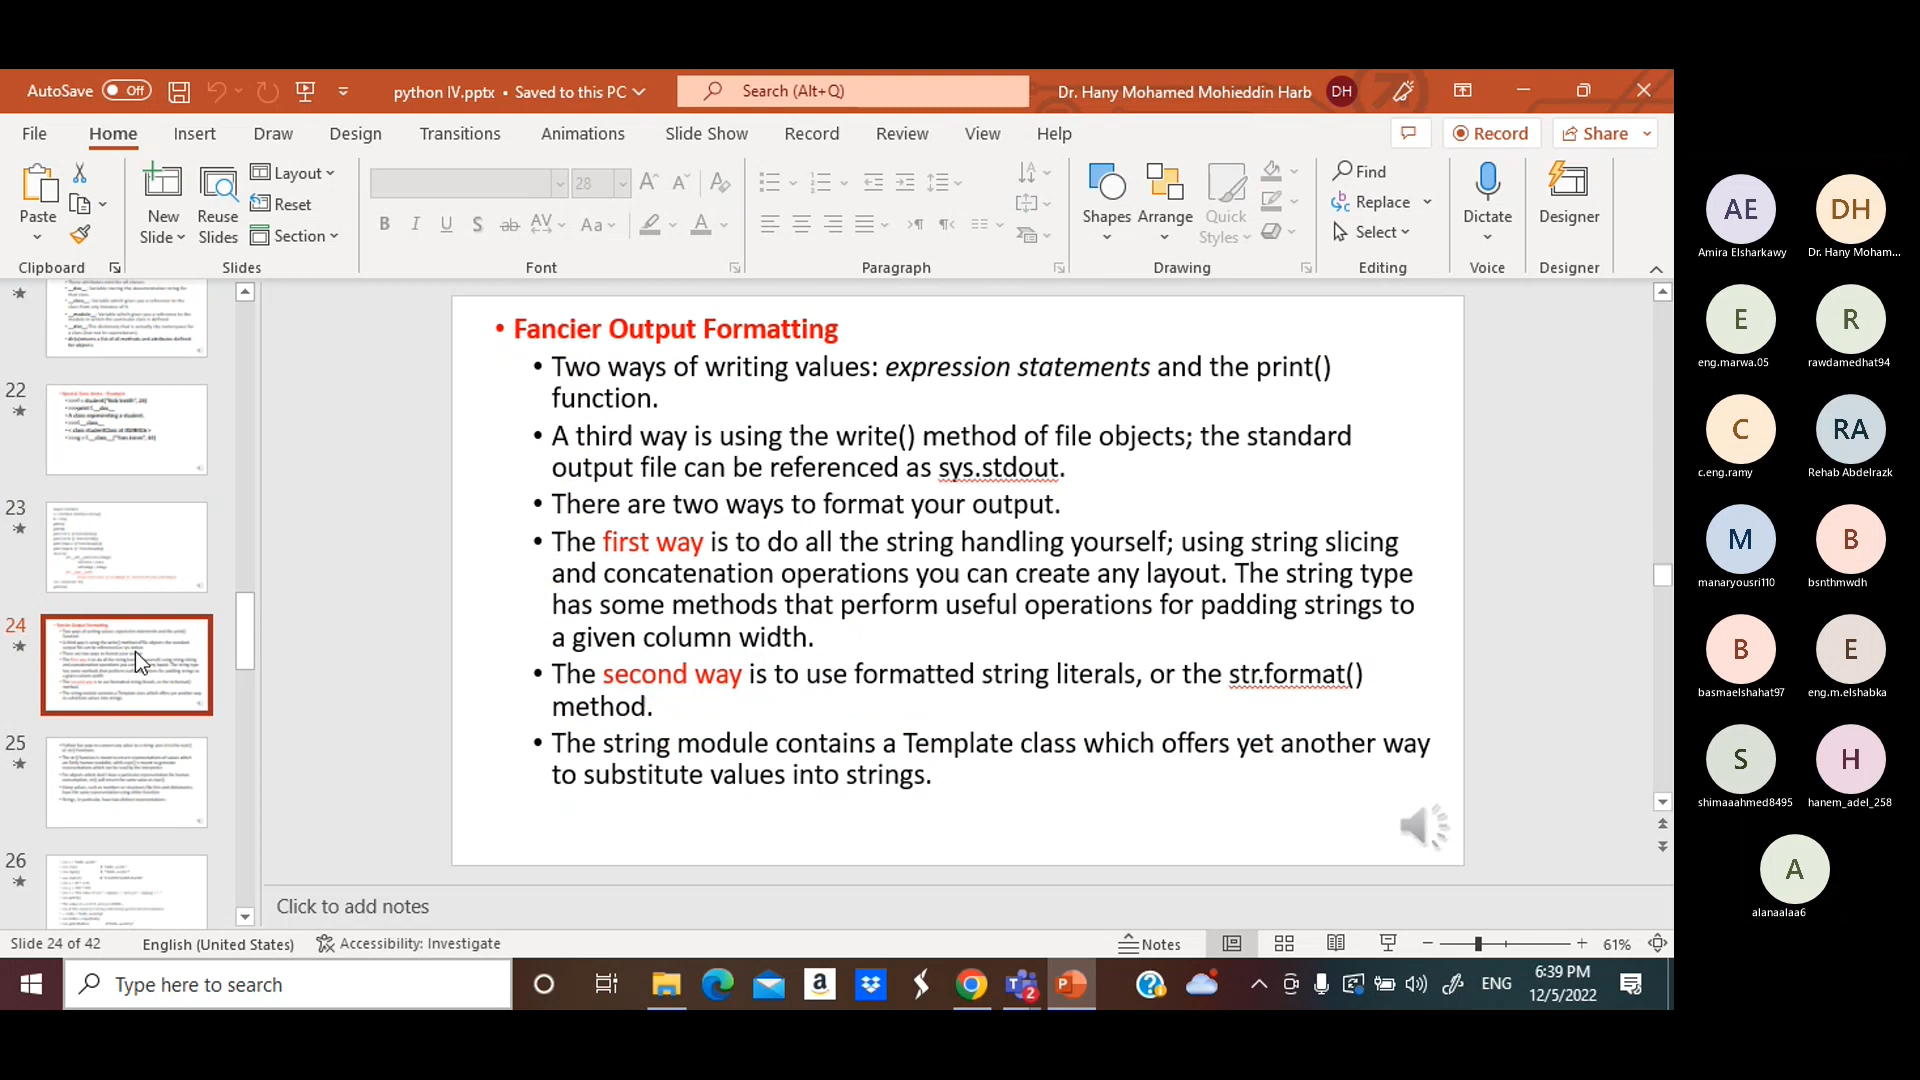 AutoSave Off python IV.pptx • Saved to this PC Search (Alt+Q) Dr. Hany Mohamed Mohieddin Harb DH
File Home Insert Draw Design Transitions Animations Slide Show Record Review View Help Record Share
Paste New Slide Reuse Slides Layout Reset Section 28 Shapes Arrange Quick Styles Find Replace Select Dictate Designer
Clipboard Slides Font Paragraph Drawing Editing Voice Designer
22
23
24
25
26
• Fancier Output Formatting
• Two ways of writing values: expression statements and the print()
function.
• A third way is using the write() method of file objects; the standard
output file can be referenced as sys.stdout.
• There are two ways to format your output.
• The first way is to do all the string handling yourself; using string slicing
and concatenation operations you can create any layout. The string type
has some methods that perform useful operations for padding strings to
a given column width.
• The second way is to use formatted string literals, or the str.format()
method.
• The string module contains a Template class which offers yet another way
to substitute values into strings.
Click to add notes
Slide 24 of 42 English (United States) Accessibility: Investigate Notes 61%
Type here to search ENG 6:39 PM
12/5/2022
AE DH
Amira Elsharkawy Dr. Hany Moham...
E R
eng.marwa.05 rawdamedhat94
C RA
c.eng.ramy Rehab Abdelrazk
M B
manaryousri110 bsnthmwdh
B E
basmaelshahat97 eng.m.elshabka
S H
shimaaahmed8495 hanem_adel_258
A
alanaalaa6